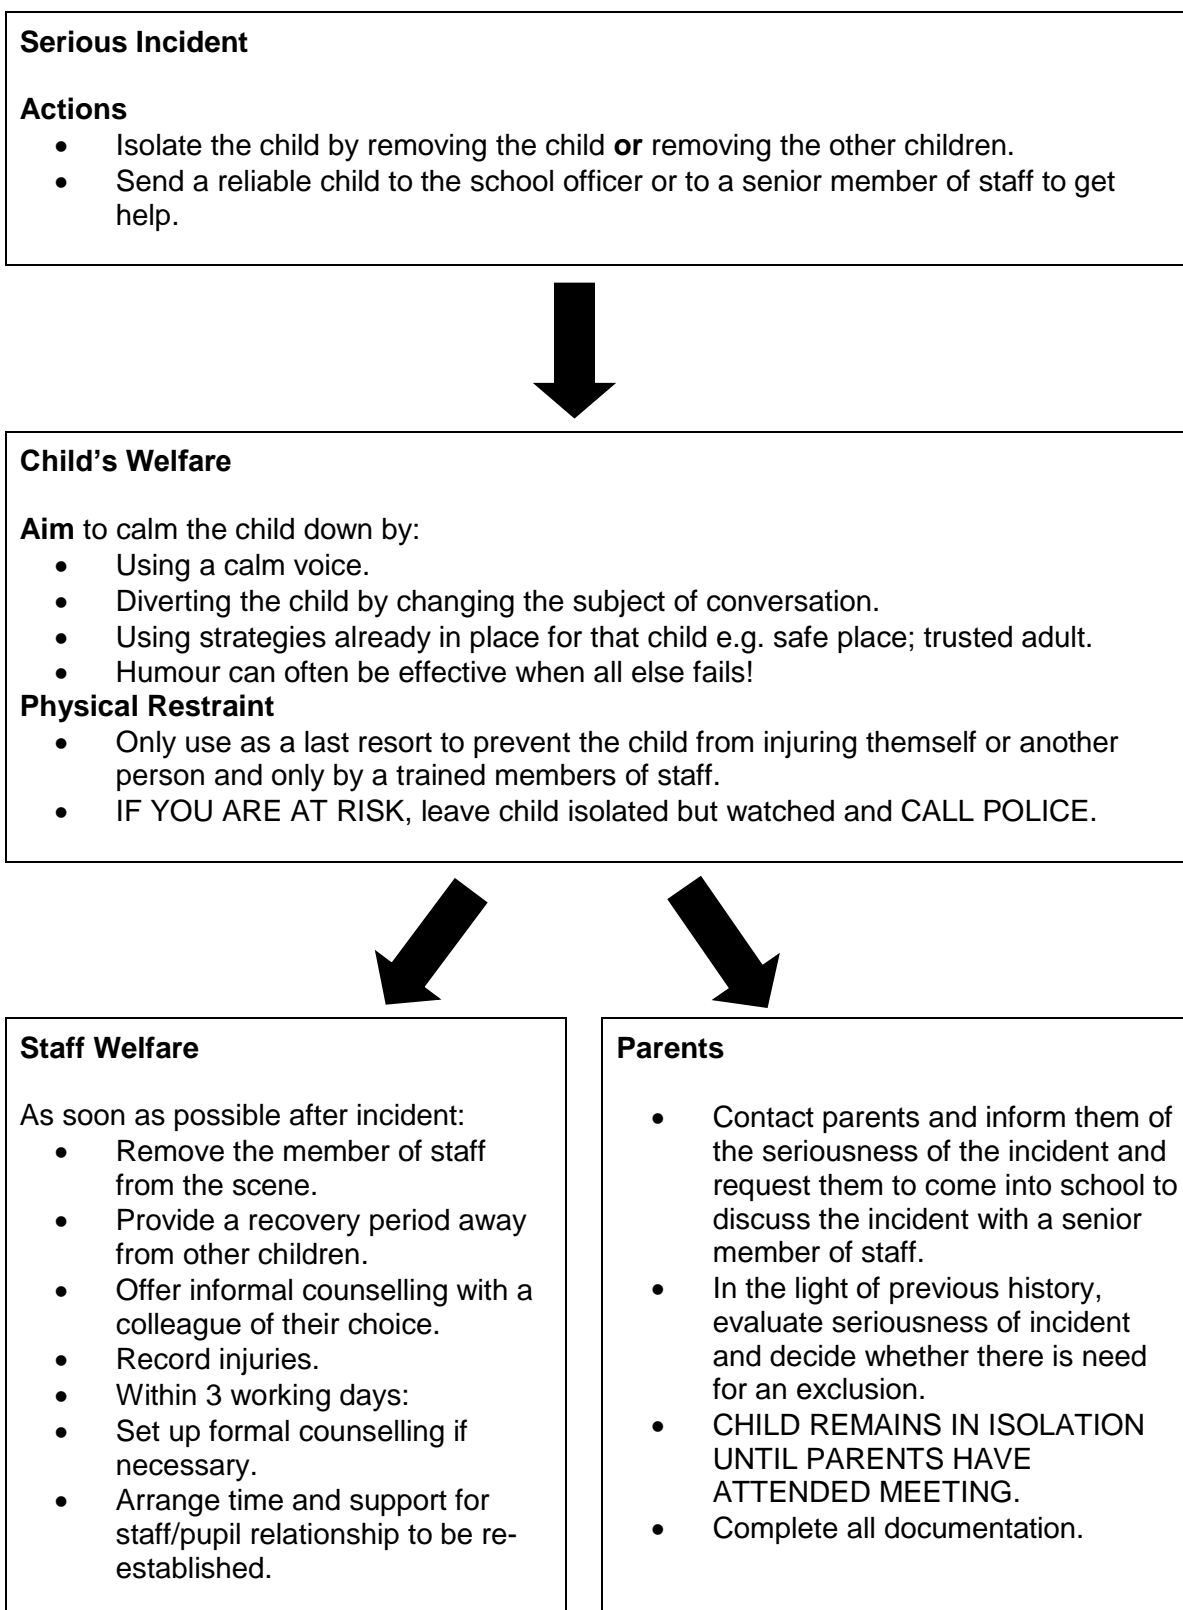 Serious Incident
Actions
• Isolate the child by removing the child or removing the other children.
• Send a reliable child to the school officer or to a senior member of staff to get
help.
Child’s Welfare
Aim to calm the child down by:
• Using a calm voice.
• Diverting the child by changing the subject of conversation.
• Using strategies already in place for that child e.g. safe place; trusted adult.
• Humour can often be effective when all else fails!
Physical Restraint
• Only use as a last resort to prevent the child from injuring themself or another
person and only by a trained members of staff.
• IF YOU ARE AT RISK, leave child isolated but watched and CALL POLICE.
Staff Welfare
As soon as possible after incident:
• Remove the member of staff
from the scene.
• Provide a recovery period away
from other children.
• Offer informal counselling with a
colleague of their choice.
• Record injuries.
• Within 3 working days:
• Set up formal counselling if
necessary.
• Arrange time and support for
staff/pupil relationship to be re-
established.
Parents
• Contact parents and inform them of
the seriousness of the incident and
request them to come into school to
discuss the incident with a senior
member of staff.
• In the light of previous history,
evaluate seriousness of incident
and decide whether there is need
for an exclusion.
• CHILD REMAINS IN ISOLATION
UNTIL PARENTS HAVE
ATTENDED MEETING.
• Complete all documentation.